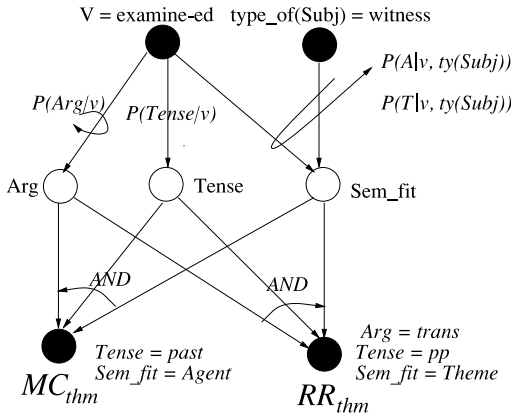 V = examine-ed type_of(Subj) = witness
P(A|v, ty(Subj))
P(Arg/v)
P(Tense/v)
P(T|v, ty(Subj))
Arg
Tense
Sem_fit
AND
AND
Tense = past
Sem_fit = Agent
MC_thm
Arg = trans
Tense = pp
Sem_fit = Theme
RR_thm